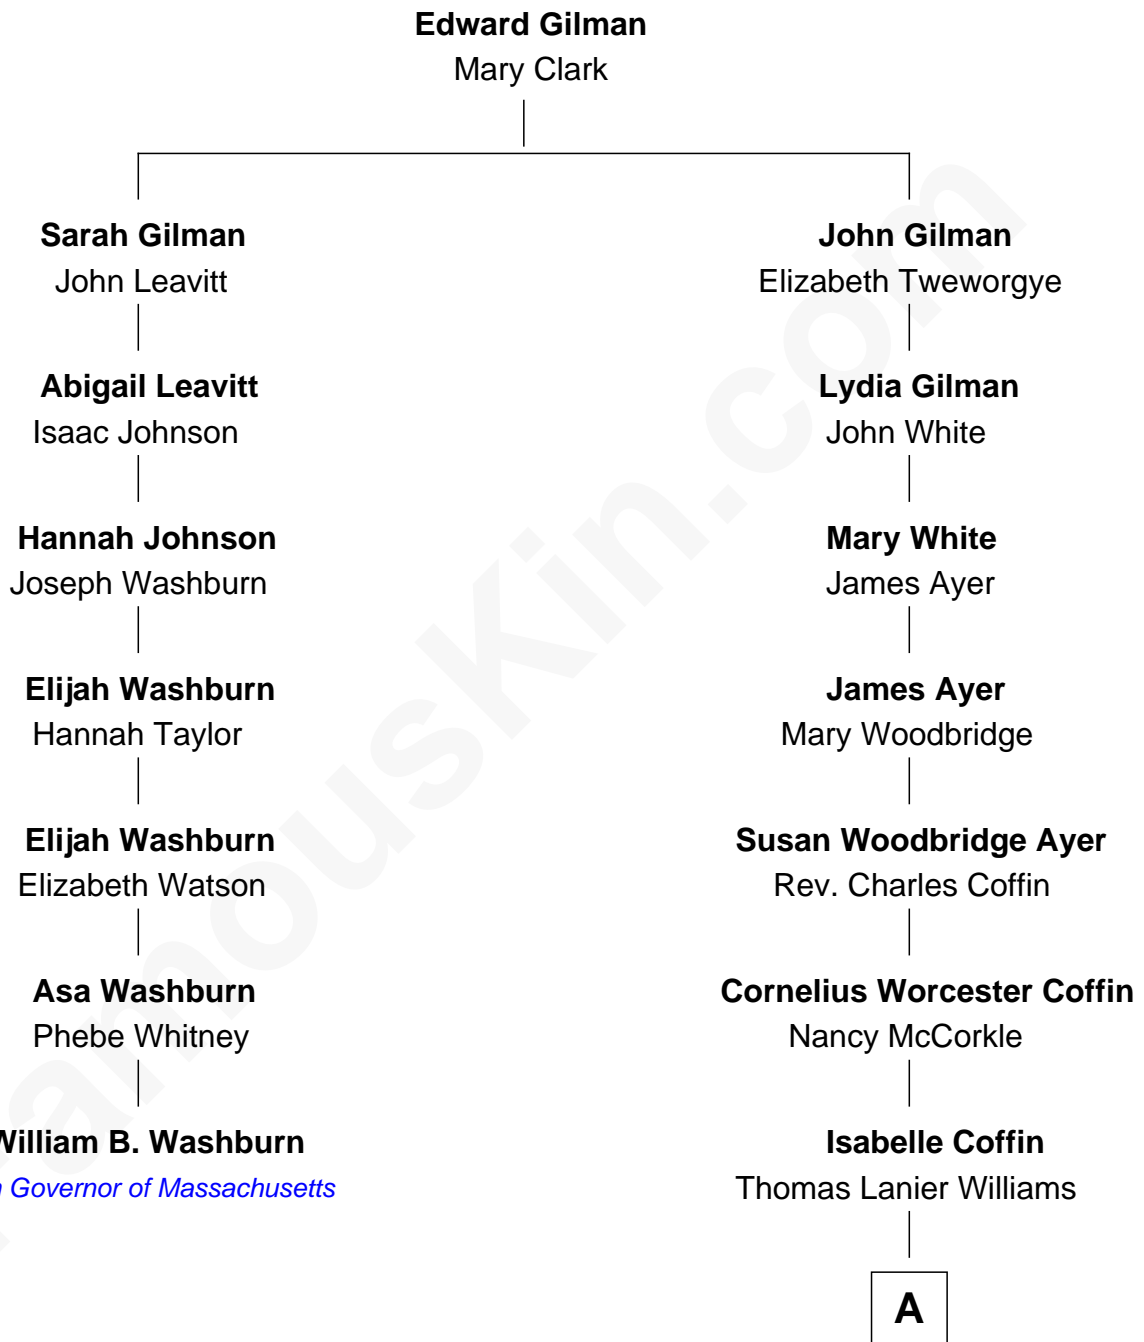 Edward Gilman
Mary Clark
Sarah Gilman
John Leavitt
Abigail Leavitt
Isaac Johnson
Hannah Johnson
Joseph Washburn
Elijah Washburn
Hannah Taylor
Elijah Washburn
Elizabeth Watson
Asa Washburn
Phebe Whitney
William B. Washburn
Governor of Massachusetts
John Gilman
Elizabeth Tweworgye
Lydia Gilman
John White
Mary White
James Ayer
James Ayer
Mary Woodbridge
Susan Woodbridge Ayer
Rev. Charles Coffin
Cornelius Worcester Coffin
Nancy McCorkle
Isabelle Coffin
Thomas Lanier Williams
A
FamousKin.com